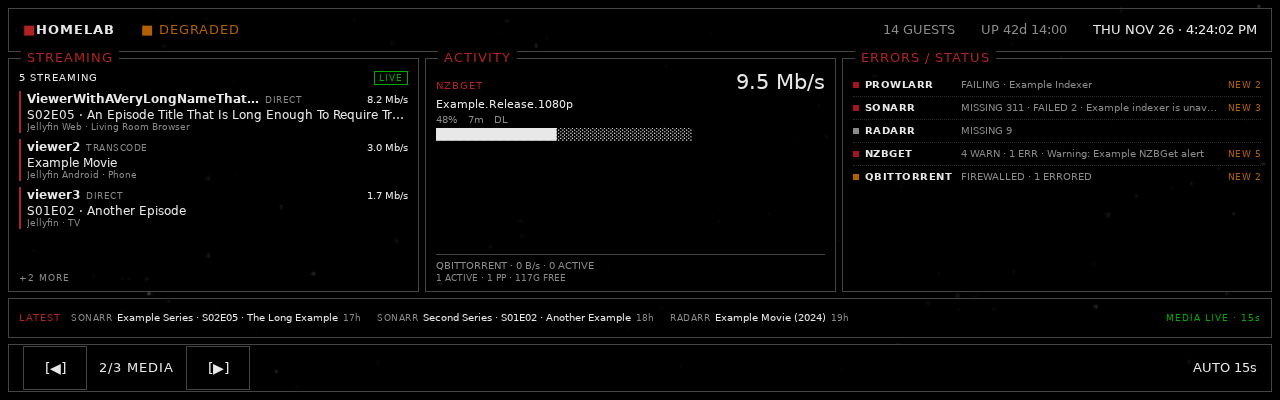 HOMELAB DEGRADED 14 GUESTS UP 42d 14:00 THU NOV 26 · 4:24:02 PM
STREAMING
5 STREAMING LIVE
ViewerWithAVeryLongNameThat... DIRECT 8.2 Mb/s
S02E05 · An Episode Title That Is Long Enough To Require Tr...
Jellyfin Web · Living Room Browser
viewer2 TRANSCODE 3.0 Mb/s
Example Movie
Jellyfin Android · Phone
viewer3 DIRECT 1.7 Mb/s
S01E02 · Another Episode
Jellyfin · TV
+2 MORE
ACTIVITY
NZBGET 9.5 Mb/s
Example.Release.1080p
48% 7m DL
QBITTORRENT · 0 B/s · 0 ACTIVE
1 ACTIVE · 1 PP · 117G FREE
ERRORS / STATUS
PROWLARR FAILING · Example Indexer NEW 2
SONARR MISSING 311 · FAILED 2 · Example indexer is unav... NEW 3
RADARR MISSING 9
NZBGET 4 WARN · 1 ERR · Warning: Example NZBGet alert NEW 5
QBITTORRENT FIREWALLED · 1 ERRORED NEW 2
LATEST SONARR Example Series · S02E05 · The Long Example 17h SONARR Second Series · S01E02 · Another Example 18h RADARR Example Movie (2024) 19h MEDIA LIVE · 15s
[◀] 2/3 MEDIA [▶] AUTO 15s